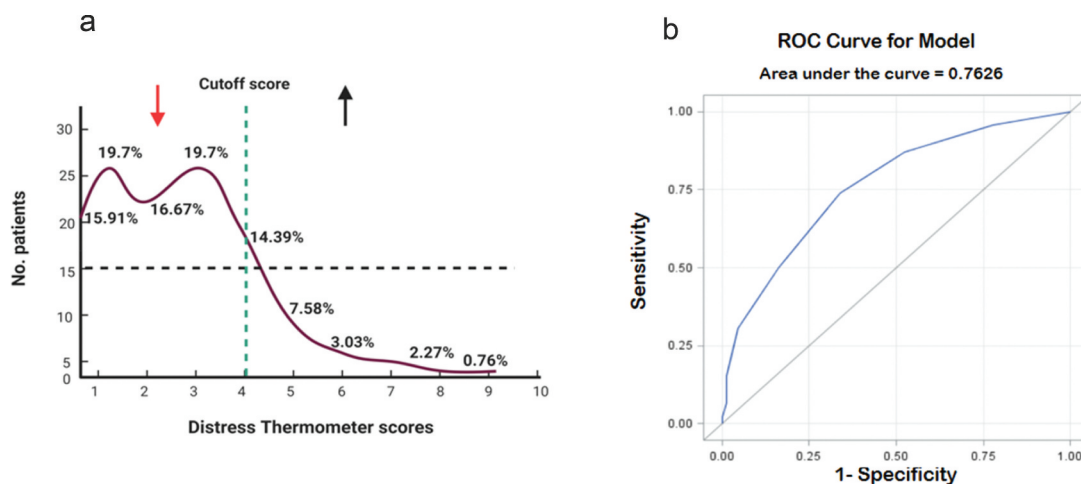 a
Cutoff score
30
25
20
15
10
5
0
No. patients
19.7%
19.7%
15.91%
16.67%
14.39%
7.58%
3.03%
2.27%
0.76%
1 2 3 4 5 6 7 8 9 10
Distress Thermometer scores
b
ROC Curve for Model
Area under the curve = 0.7626
1.00
0.75
0.50
0.25
0.00
Sensitivity
0.00 0.25 0.50 0.75 1.00
1- Specificity